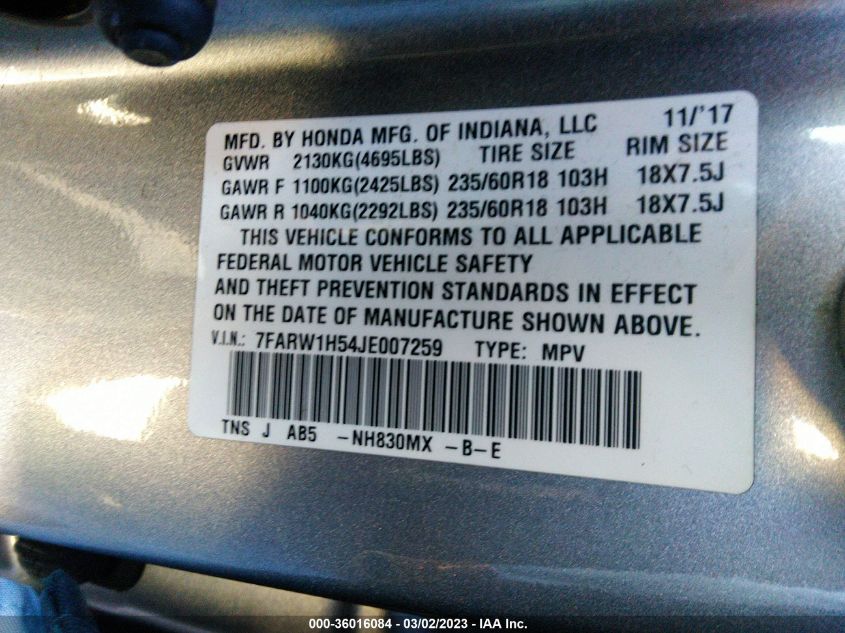 MFD. BY HONDA MFG. OF INDIANA, LLC 11/'17
GVWR 2130KG(4695LBS) TIRE SIZE RIM SIZE
GAWR F 1100KG(2425LBS) 235/60R18 103H 18X7.5J
GAWR R 1040KG(2292LBS) 235/60R18 103H 18X7.5J
THIS VEHICLE CONFORMS TO ALL APPLICABLE
FEDERAL MOTOR VEHICLE SAFETY
AND THEFT PREVENTION STANDARDS IN EFFECT
ON THE DATE OF MANUFACTURE SHOWN ABOVE.
V.I.N.: 7FARW1H54JE007259 TYPE: MPV
TNS J AB5 -NH830MX -B-E
000-36016084 - 03/02/2023 - IAA Inc.